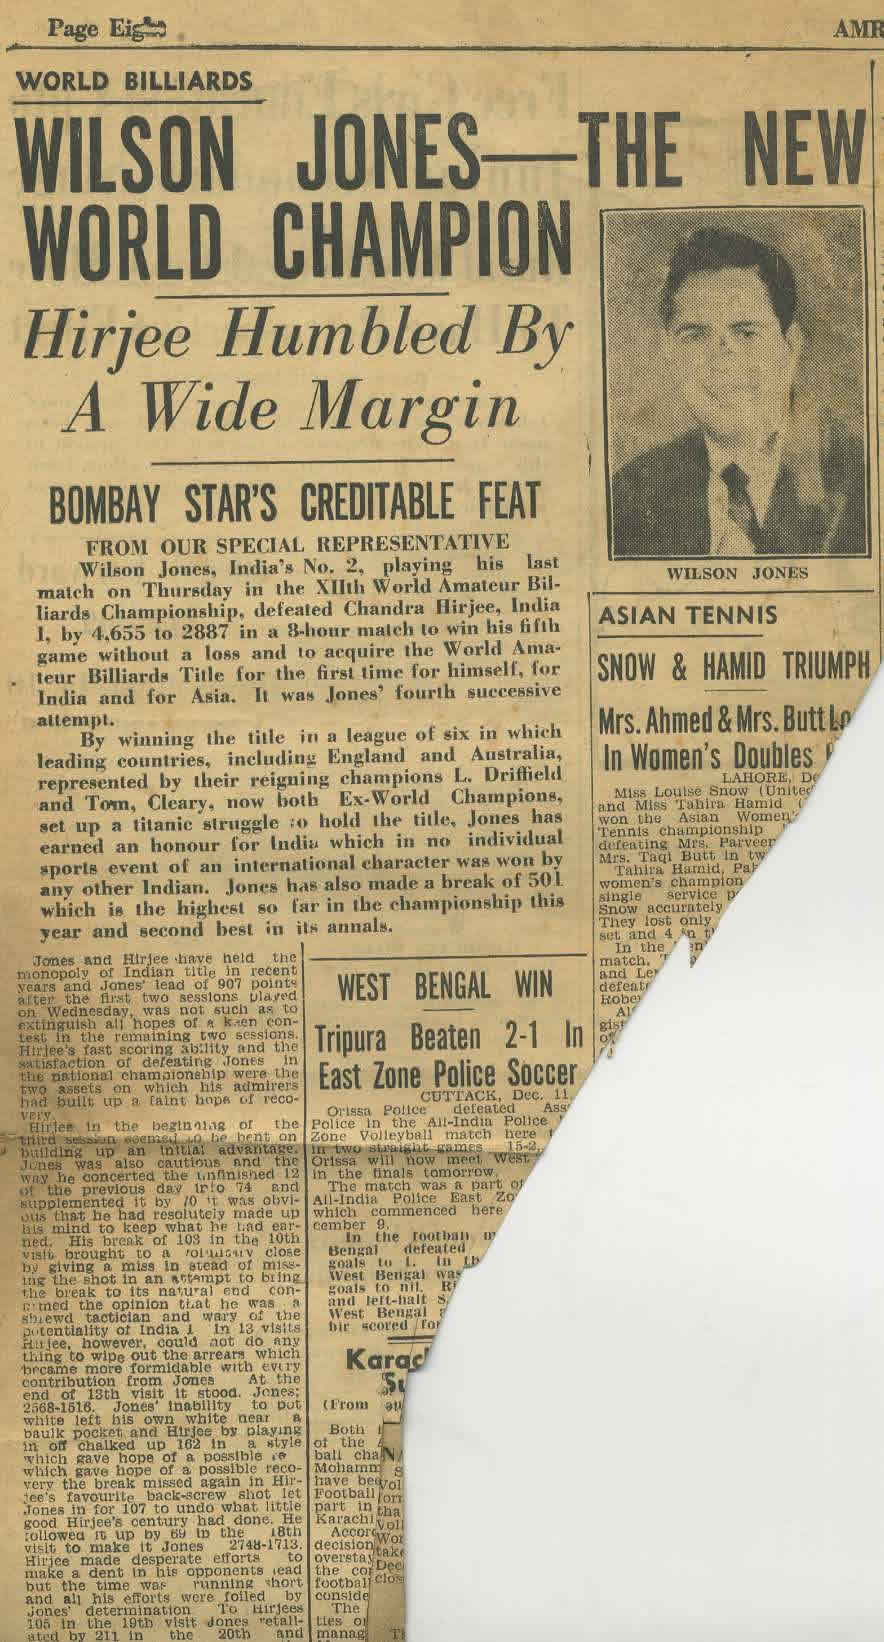 Page Eight
AMR
WORLD BILLIARDS
WILSON JONES—THE NEW
WORLD CHAMPION
Hirjee Humbled By
A Wide Margin
BOMBAY STAR'S CREDITABLE FEAT
FROM OUR SPECIAL REPRESENTATIVE
Wilson Jones, India's No. 2, playing his last
match on Thursday in the XIIth World Amateur Bil-
liards Championship, defeated Chandra Hirjee, India
1, by 4,655 to 2887 in a 8-hour match to win his fifth
game without a loss and to acquire the World Ama-
teur Billiards Title for the first time for himself, for
India and for Asia. It was Jones' fourth successive
attempt.
By winning the title in a league of six in which
leading countries, including England and Australia,
represented by their reigning champions L. Driffield
and Tom, Cleary, now both Ex-World Champions,
set up a titanic struggle to hold the title, Jones has
earned an honour for India which in no individual
sports event of an international character was won by
any other Indian. Jones has also made a break of 501
which is the highest so far in the championship this
year and second best in its annals.
Jones and Hirjee have held the
monopoly of Indian title in recent
years and Jones' lead of 907 points
after the first two sessions played
on Wednesday, was not such as to
extinguish all hopes of a keen con-
test in the remaining two sessions.
Hirjee's fast scoring ability and the
satisfaction of defeating Jones in
the national championship were the
two assets on which his admirers
had built up a faint hope of reco-
very.
Hirjee in the beginning of the
third session seemed to be bent on
building up an initial advantage.
Jones was also cautious and the
way he concerted the unfinished 12
of the previous day into 74 and
supplemented it by 70 it was obvi-
ous that he had resolutely made up
his mind to keep what he had ear-
ned. His break of 103 in the 10th
visit brought to a voluntary close
by giving a miss in stead of miss-
ing the shot in an attempt to bring
the break to its natural end con-
firmed the opinion that he was a
shrewd tactician and wary of the
potentiality of India 1 In 13 visits
Hirjee, however, could not do any
thing to wipe out the arrears which
became more formidable with every
contribution from Jones At the
end of 13th visit it stood. Jones;
2568-1516. Jones' inability to pot
white left his own white near a
baulk pocket and Hirjee by playing
in off chalked up 162 in a style
which gave hope of a possible re
which gave hope of a possible reco-
very the break missed again in Hir-
jee's favourite back-screw shot let
Jones in for 107 to undo what little
good Hirjee's century had done. He
followed it up by 69 in the 18th
visit to make it Jones 2748-1713.
Hirjee made desperate efforts to
make a dent in his opponents lead
but the time was running short
and all his efforts were foiled by
Jones' determination To Hirjees
105 in the 19th visit Jones retali-
ated by 211 in the 20th and
WILSON JONES
ASIAN TENNIS
SNOW & HAMID TRIUMPH
Mrs. Ahmed & Mrs. Butt Lo
In Women's Doubles
LAHORE, De
Miss Louise Snow (United
and Miss Tahira Hamid (
won the Asian Women'
Tennis championship
defeating Mrs. Parveen
Mrs. Taqi Butt in tw
Tahira Hamid, Pak
women's champion
single service p
Snow accurately
They lost only
set and 4 in th
In the
match.
and Le
defeat
Rober
Al
gist
of
WEST BENGAL WIN
Tripura Beaten 2-1 In
East Zone Police Soccer
CUTTACK, Dec. 11,
Orissa Police defeated Ass
Police in the All-India Police
Zone Volleyball match here
in two straight games 15-2,
Orissa will now meet West
in the finals tomorrow.
The match was a part of
All-India Police East Zo
which commenced here
cember 9.
In the football m
Bengal defeated
goals to 1. In th
West Bengal was
goals to nil. Ri
and left-half S.
West Bengal a
bir scored for
Karach
Su
(From ou
Both
of the
ball cha
Mohamm
have bee
Football
part in
Karachi
Accord
decision
oversta
the co
football
conside
The
ties o
manag